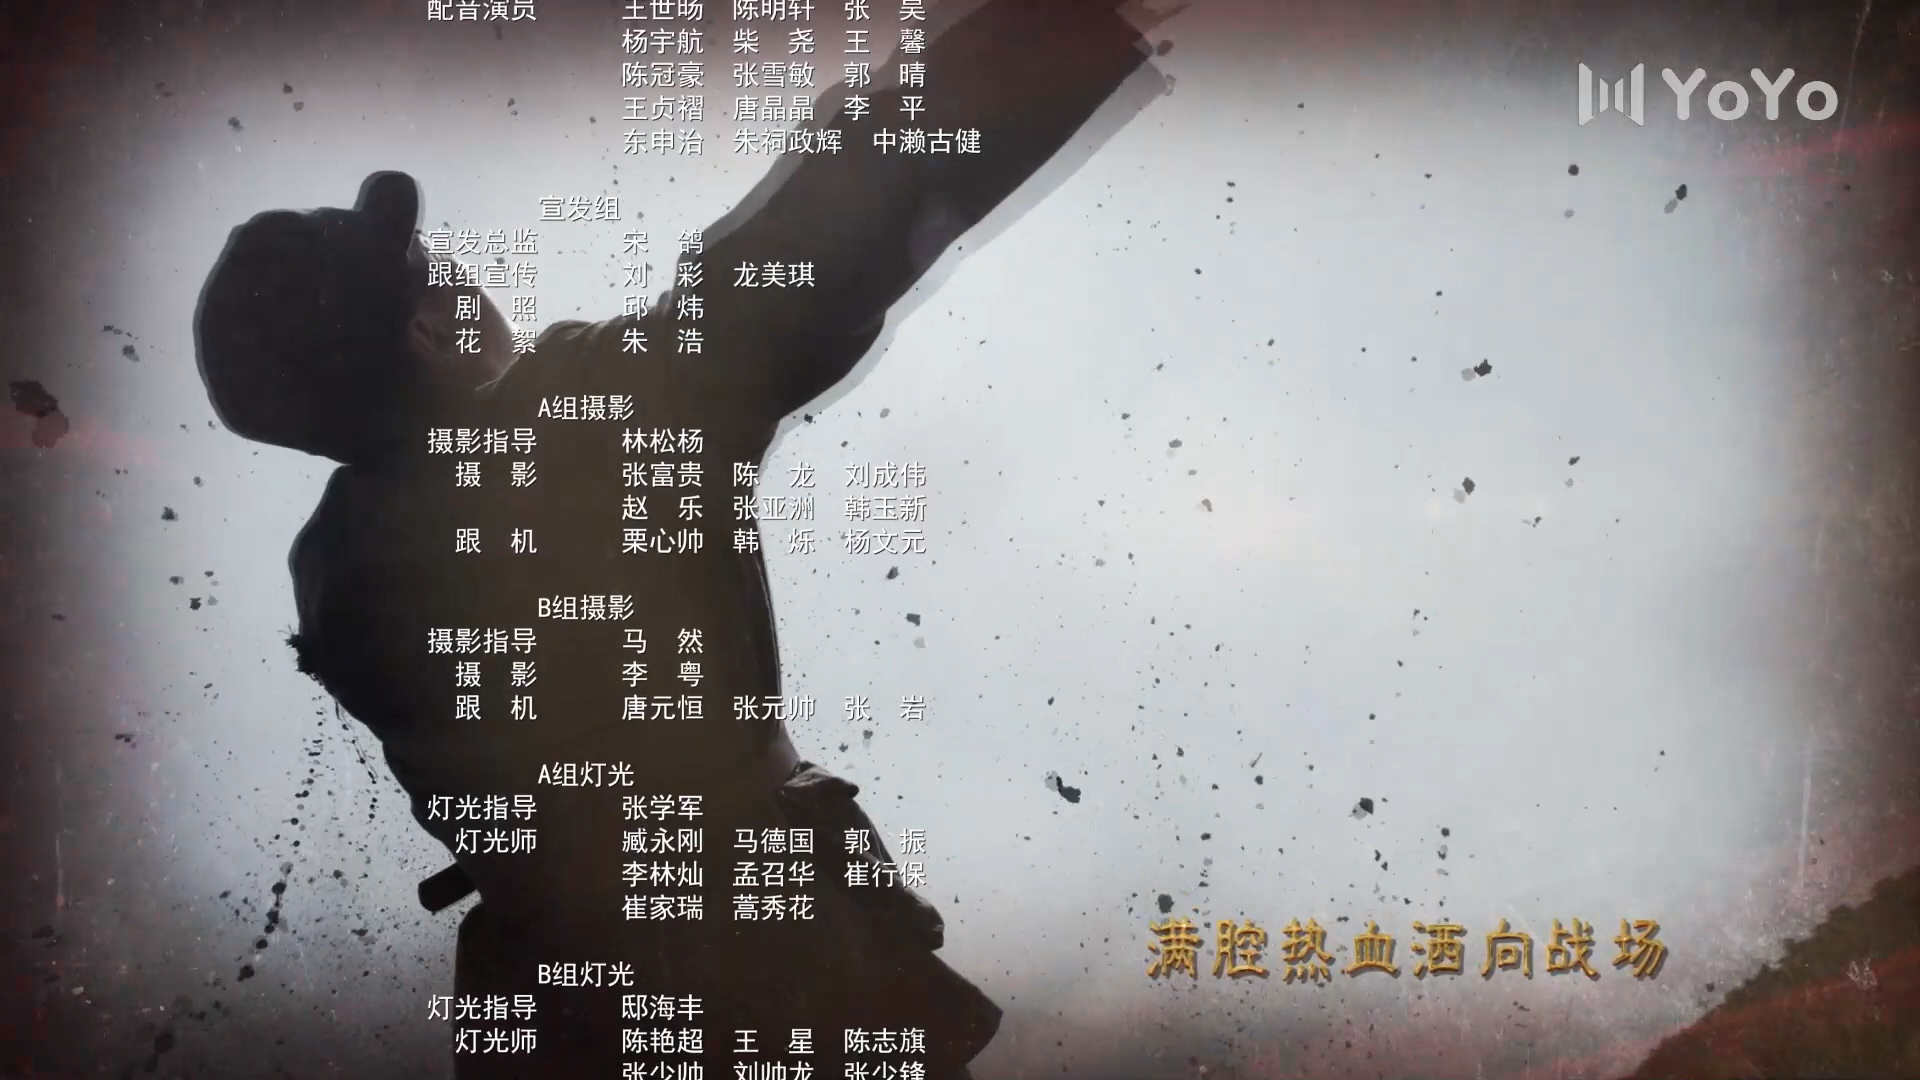 配音演员 王世旸 陈明轩 张 昊
杨宇航 柴 尧 王 馨
陈冠豪 张雪敏 郭 晴
王贞褶 唐晶晶 李 平
东申治 朱祠政辉 中濑古健
宣发组
宣发总监 宋 鸽
跟组宣传 刘 彩 龙美琪
剧 照 邱 炜
花 絮 朱 浩
A组摄影
摄影指导 林松杨
摄 影 张富贵 陈 龙 刘成伟
赵 乐 张亚洲 韩玉新
跟 机 栗心帅 韩 烁 杨文元
B组摄影
摄影指导 马 然
摄 影 李 粤
跟 机 唐元恒 张元帅 张 岩
A组灯光
灯光指导 张学军
灯光师 臧永刚 马德国 郭 振
李林灿 孟召华 崔行保
崔家瑞 蒿秀花
B组灯光
灯光指导 邸海丰
灯光师 陈艳超 王 星 陈志旗
张少帅 刘帅龙 张少锋
YoYo
满腔热血洒向战场